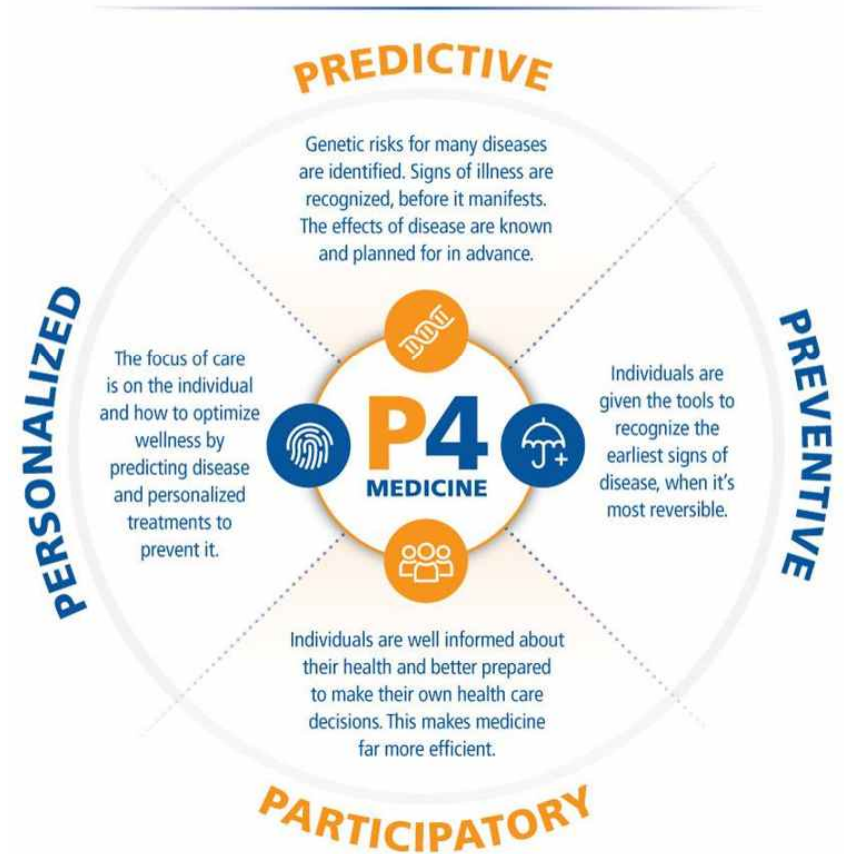 PREDICTIVE
Genetic risks for many diseases
are identified. Signs of illness are
recognized, before it manifests.
The effects of disease are known
and planned for in advance.
PERSONALIZED
The focus of care
is on the individual
and how to optimize
wellness by
predicting disease
and personalized
treatments to
prevent it.
P4
MEDICINE
Individuals are
given the tools to
recognize the
earliest signs of
disease, when it's
most reversible.
PREVENTIVE
Individuals are well informed about
their health and better prepared
to make their own health care
decisions. This makes medicine
far more efficient.
PARTICIPATORY